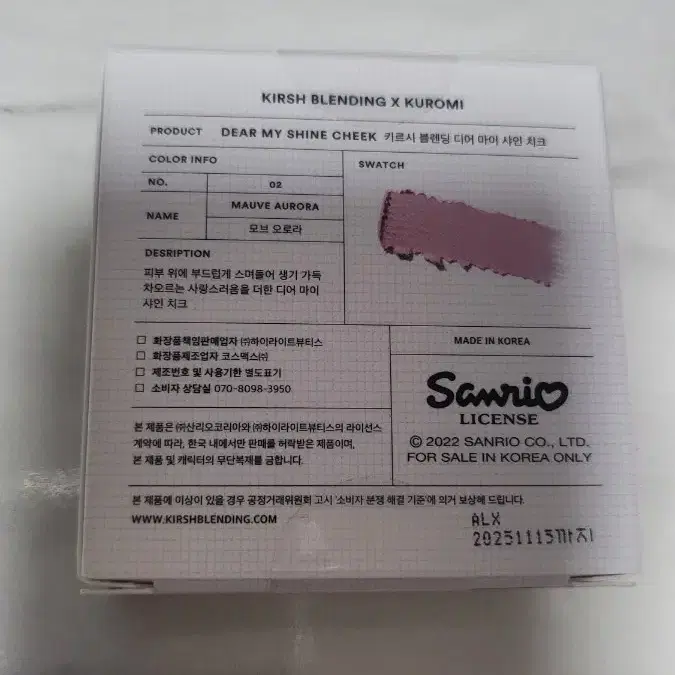 KIRSH BLENDING X KUROMI
PRODUCT DEAR MY SHINE CHEEK 키르시 블렌딩 디어 마이 샤인 치크
COLOR INFO
NO. 02
NAME MAUVE AURORA
모브 오로라
DESRIPTION
피부 위에 부드럽게 스며들어 생기 가득
차오르는 사랑스러움을 더한 디어 마이
샤인 치크
SWATCH
□ 화장품책임판매업자 ㈜하이라이트뷰티스
□ 화장품제조업자 코스맥스㈜
□ 제조번호 및 사용기한 별도표기
□ 소비자 상담실 070-8098-3950
MADE IN KOREA
Sanrio
LICENSE
© 2022 SANRIO CO., LTD.
FOR SALE IN KOREA ONLY
본 제품은 ㈜산리오코리아와 ㈜하이라이트뷰티스의 라이선스
계약에 따라, 한국 내에서만 판매를 허락받은 제품이며,
본 제품 및 캐릭터의 무단복제를 금합니다.
본 제품에 이상이 있을 경우 공정거래위원회 고시 '소비자 분쟁 해결 기준'에 의거 보상해 드립니다.
WWW.KIRSHBLENDING.COM
ALX
20251115까지